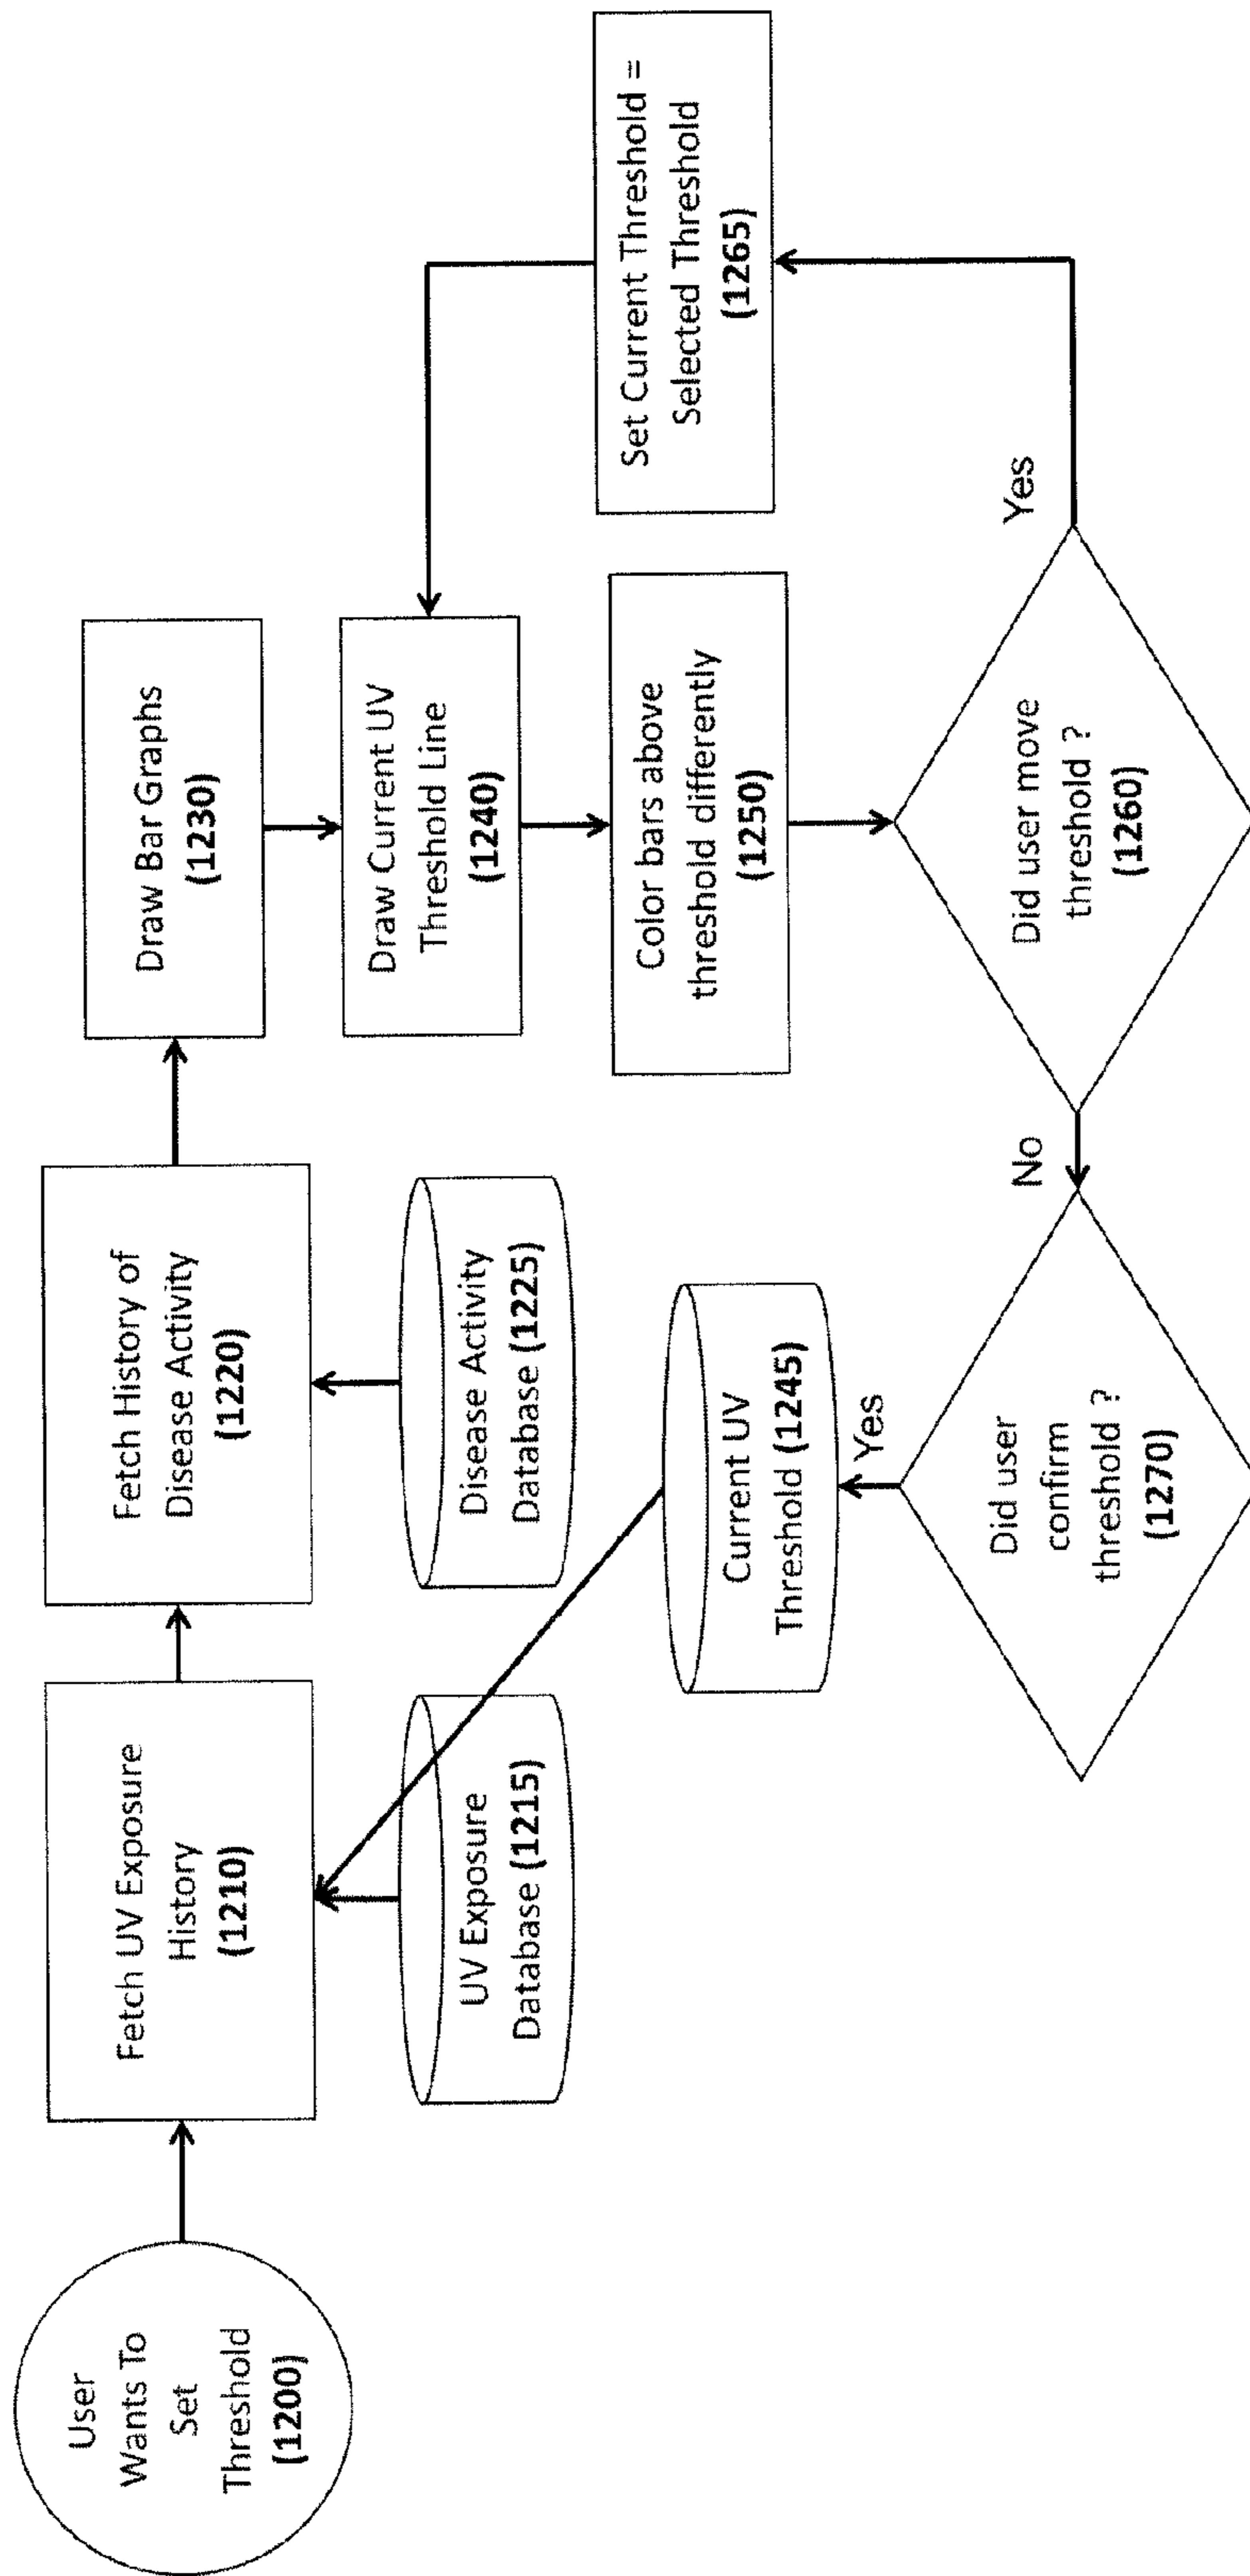 User
Wants To
Set
Threshold
(1200)
Fetch UV Exposure
History
(1210)
UV Exposure
Database (1215)
Fetch History of
Disease Activity
(1220)
Disease Activity
Database (1225)
Draw Bar Graphs
(1230)
Draw Current UV
Threshold Line
(1240)
Color bars above
threshold differently
(1250)
Did user move
threshold ?
(1260)
Yes
Set Current Threshold =
Selected Threshold
(1265)
No
Did user
confirm
threshold ?
(1270)
Yes
Current UV
Threshold (1245)